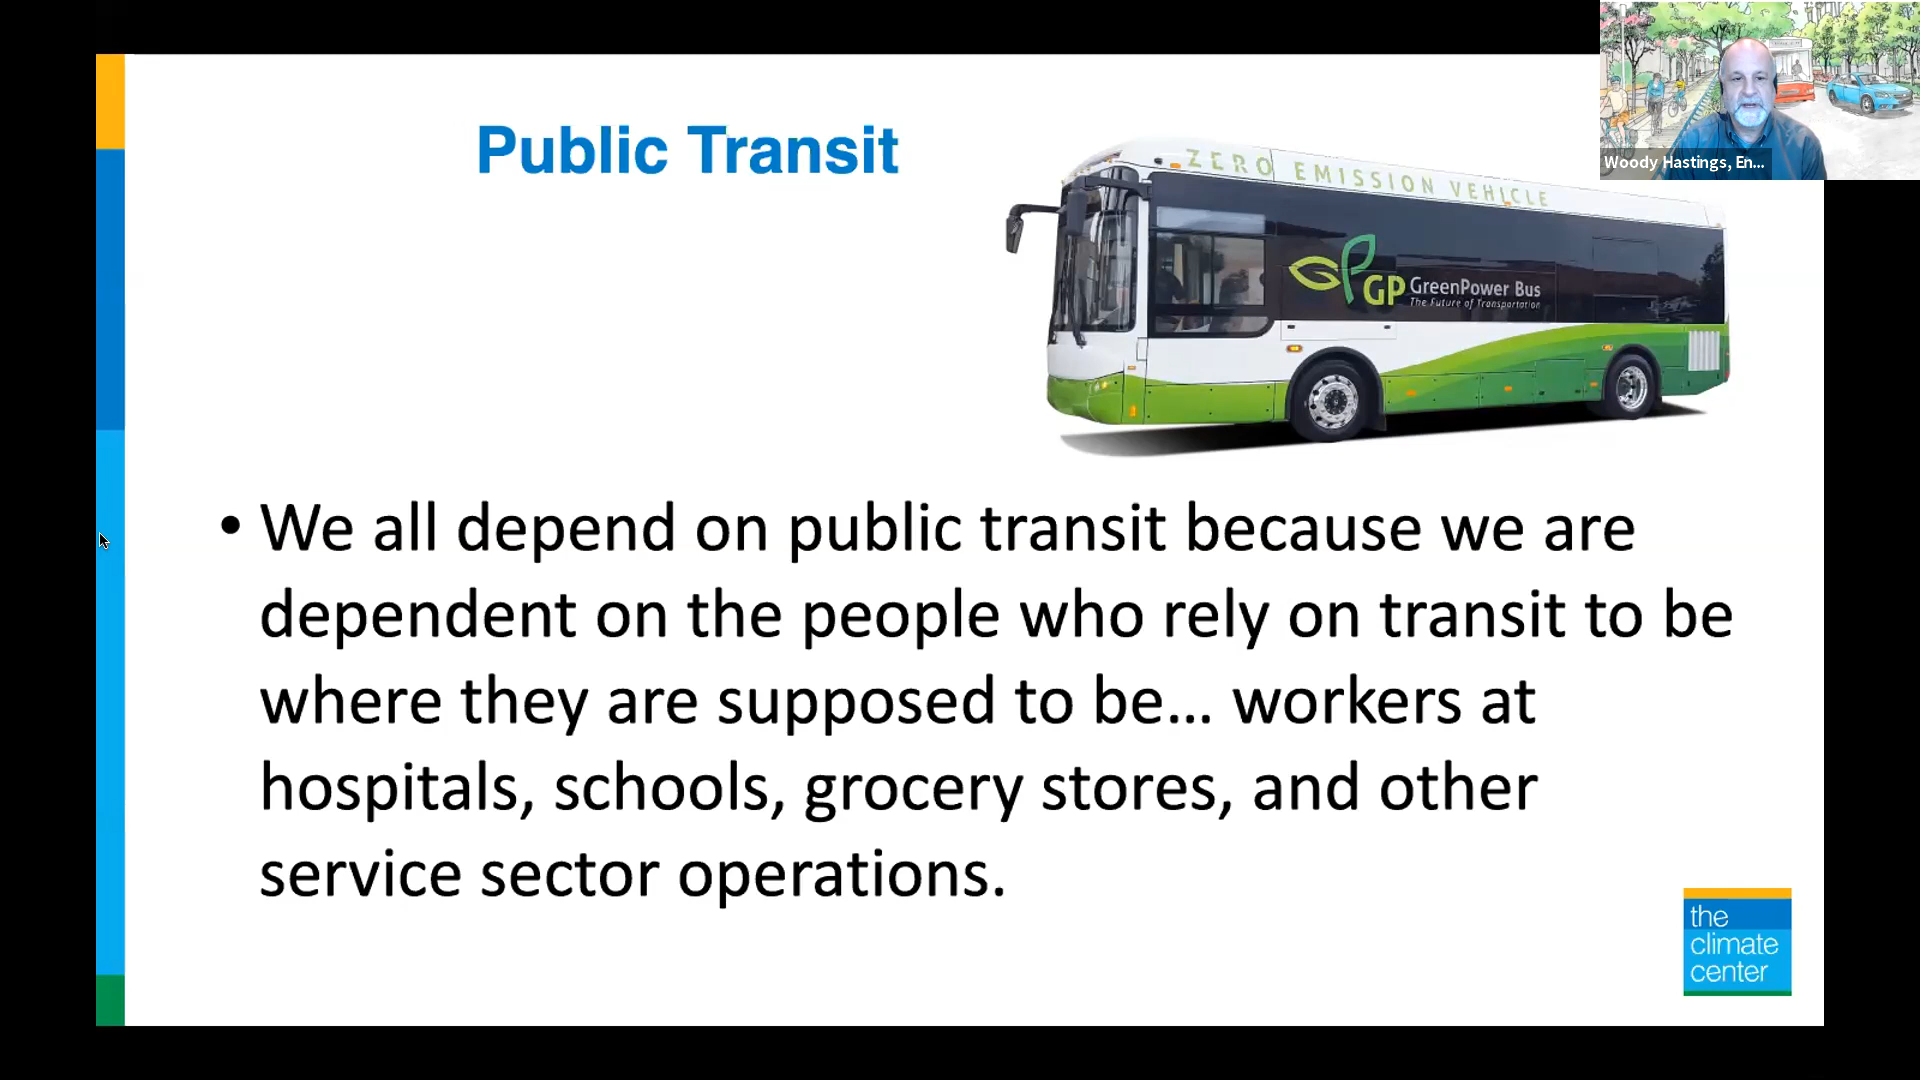 Public Transit
ZERO EMISSION VEHICLE
GP GreenPower Bus
The Future of Transportation
Woody Hastings, En...
• We all depend on public transit because we are
dependent on the people who rely on transit to be
where they are supposed to be... workers at
hospitals, schools, grocery stores, and other
service sector operations.
the
climate
center